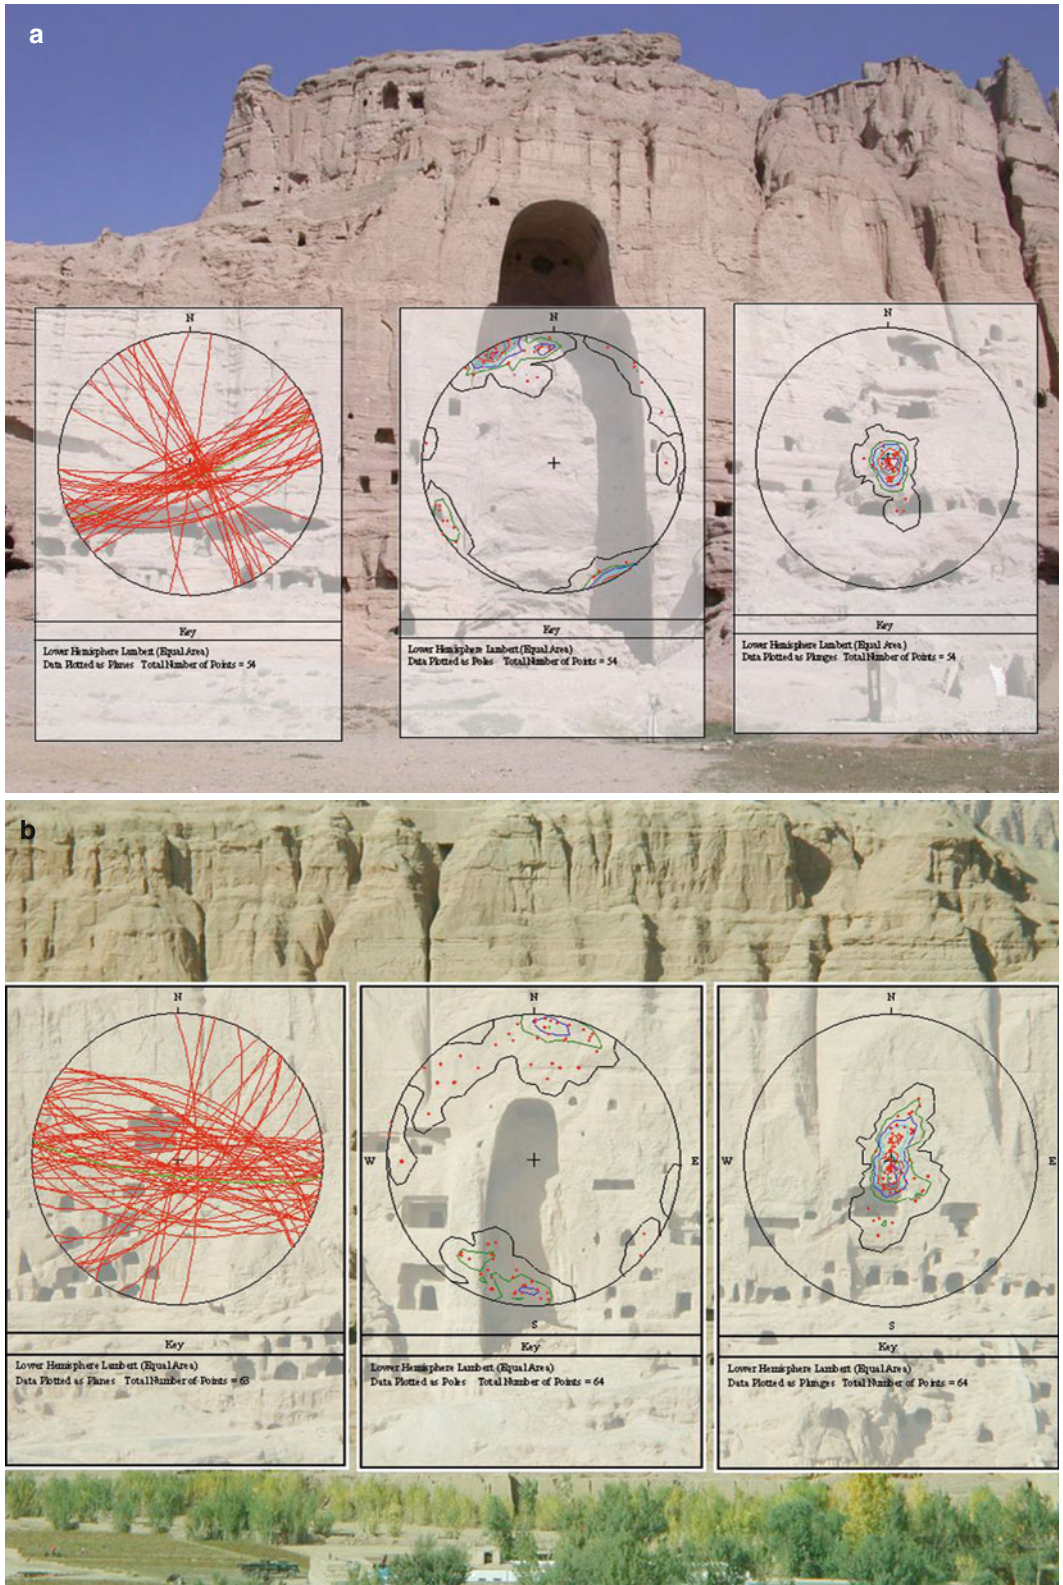 a
N
N
N
Key
Lower Hemisphere Lambert (Equal Area)
Data Plotted as Planes Total Number of Points = 54
Key
Lower Hemisphere Lambert (Equal Area)
Data Plotted as Poles Total Number of Points = 54
Key
Lower Hemisphere Lambert (Equal Area)
Data Plotted as Plunges Total Number of Points = 54
b
N
N
N
W
E
W
E
S
S
Key
Lower Hemisphere Lambert (Equal Area)
Data Plotted as Planes Total Number of Points = 63
Key
Lower Hemisphere Lambert (Equal Area)
Data Plotted as Poles Total Number of Points = 64
Key
Lower Hemisphere Lambert (Equal Area)
Data Plotted as Plunges Total Number of Points = 64